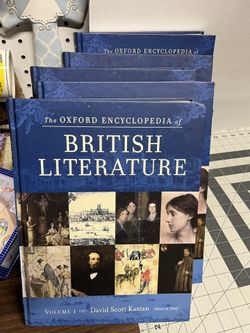 The OXFORD ENCYCLOPEDIA of
The OXFORD ENCYCLOPEDIA of
BRITISH
LITERATURE
VOLUME 1
David Scott Kastan
Editor in Chief